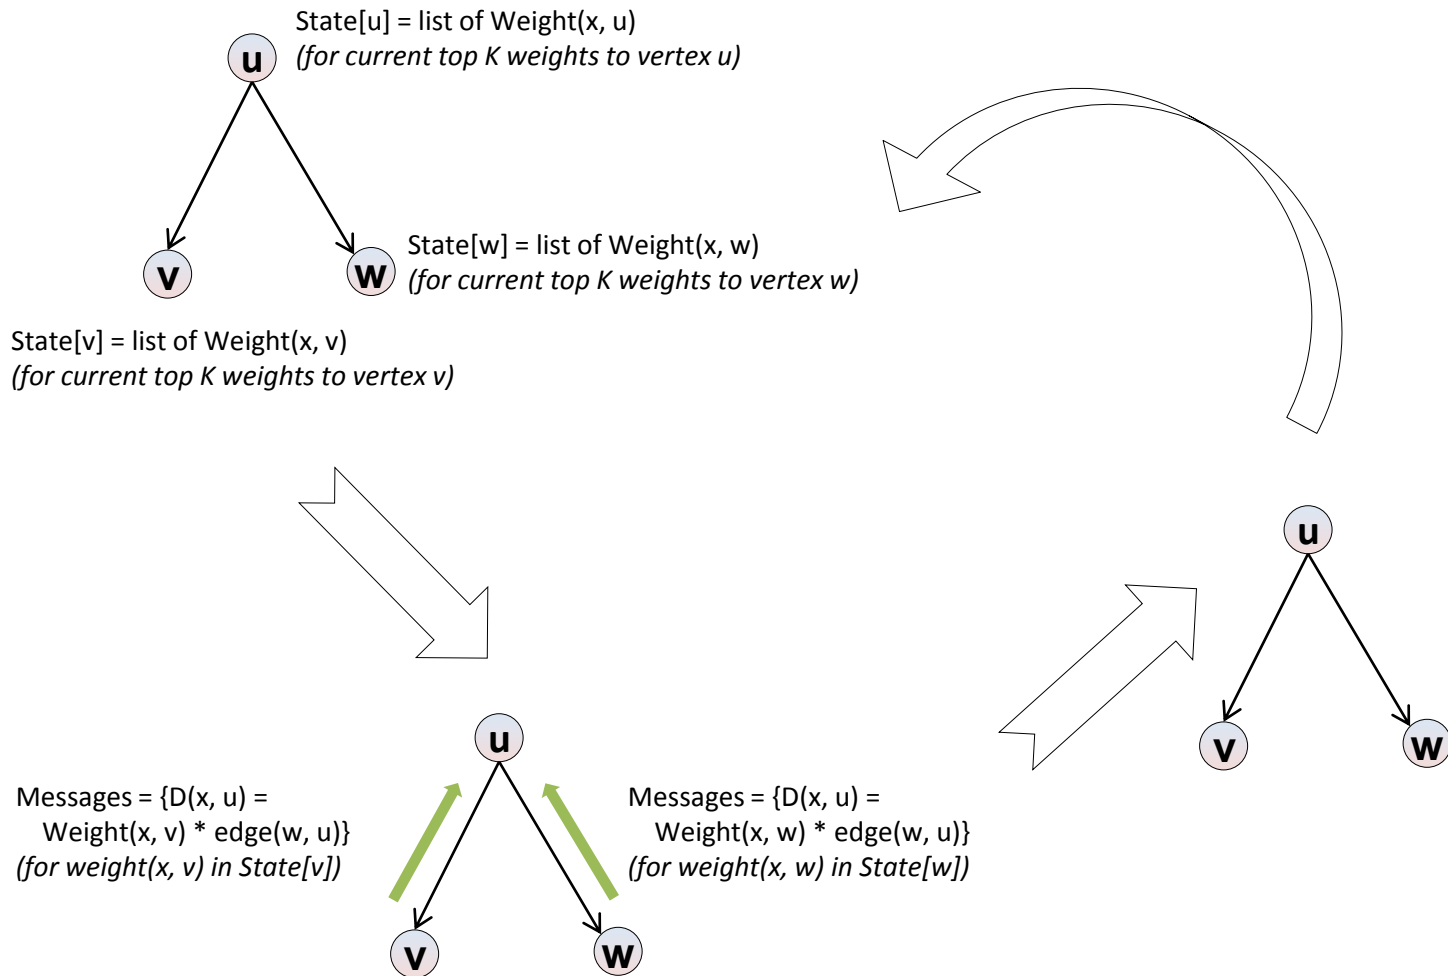 State[u] = list of Weight(x, u)
(for current top K weights to vertex u)
u
State[w] = list of Weight(x, w)
(for current top K weights to vertex w)
v
w
State[v] = list of Weight(x, v)
(for current top K weights to vertex v)
u
v
w
u
Messages = {D(x, u) =
Weight(x, v) * edge(w, u)}
(for weight(x, v) in State[v])
Messages = {D(x, u) =
Weight(x, w) * edge(w, u)}
(for weight(x, w) in State[w])
v
w